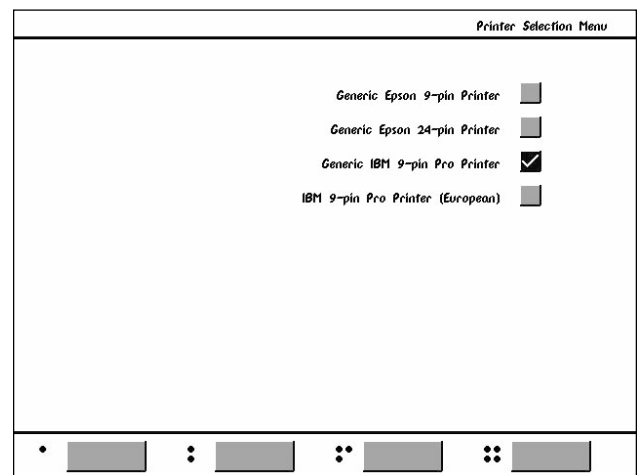 Printer Selection Menu
Generic Epson 9-pin Printer
Generic Epson 24-pin Printer
Generic IBM 9-pin Pro Printer
IBM 9-pin Pro Printer (European)